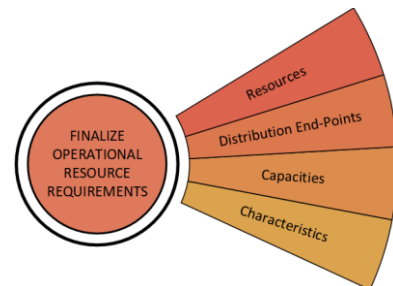 FINALIZE
OPERATIONAL
RESOURCE
REQUIREMENTS
Resources
Distribution End-Points
Capacities
Characteristics